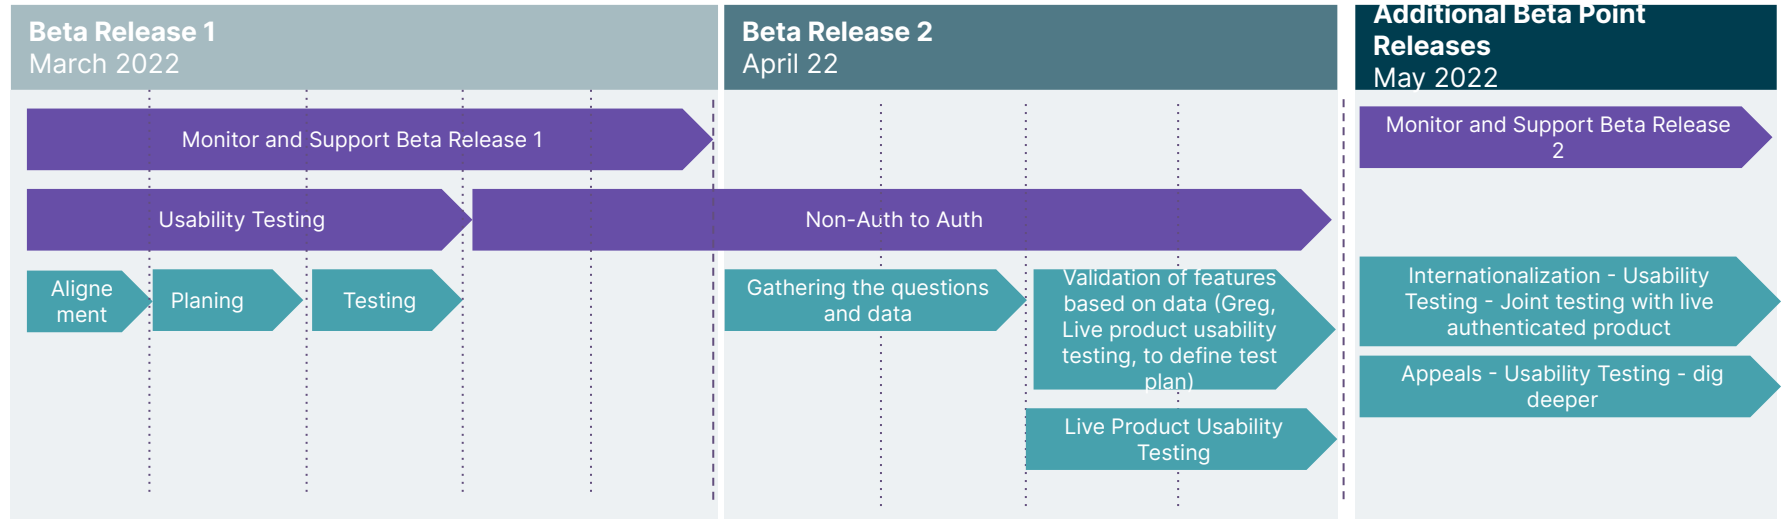 Beta Release 1
March 2022
Beta Release 2
April 22
Additional Beta Point
Releases
May 2022
Monitor and Support Beta Release 1
Monitor and Support Beta Release
2
Usability Testing
Non-Auth to Auth
Aligne
ment
Planing
Testing
Gathering the questions
and data
Validation of features
based on data (Greg,
Live product usability
testing, to define test
plan)
Live Product Usability
Testing
Internationalization - Usability
Testing - Joint testing with live
authenticated product
Appeals - Usability Testing - dig
deeper